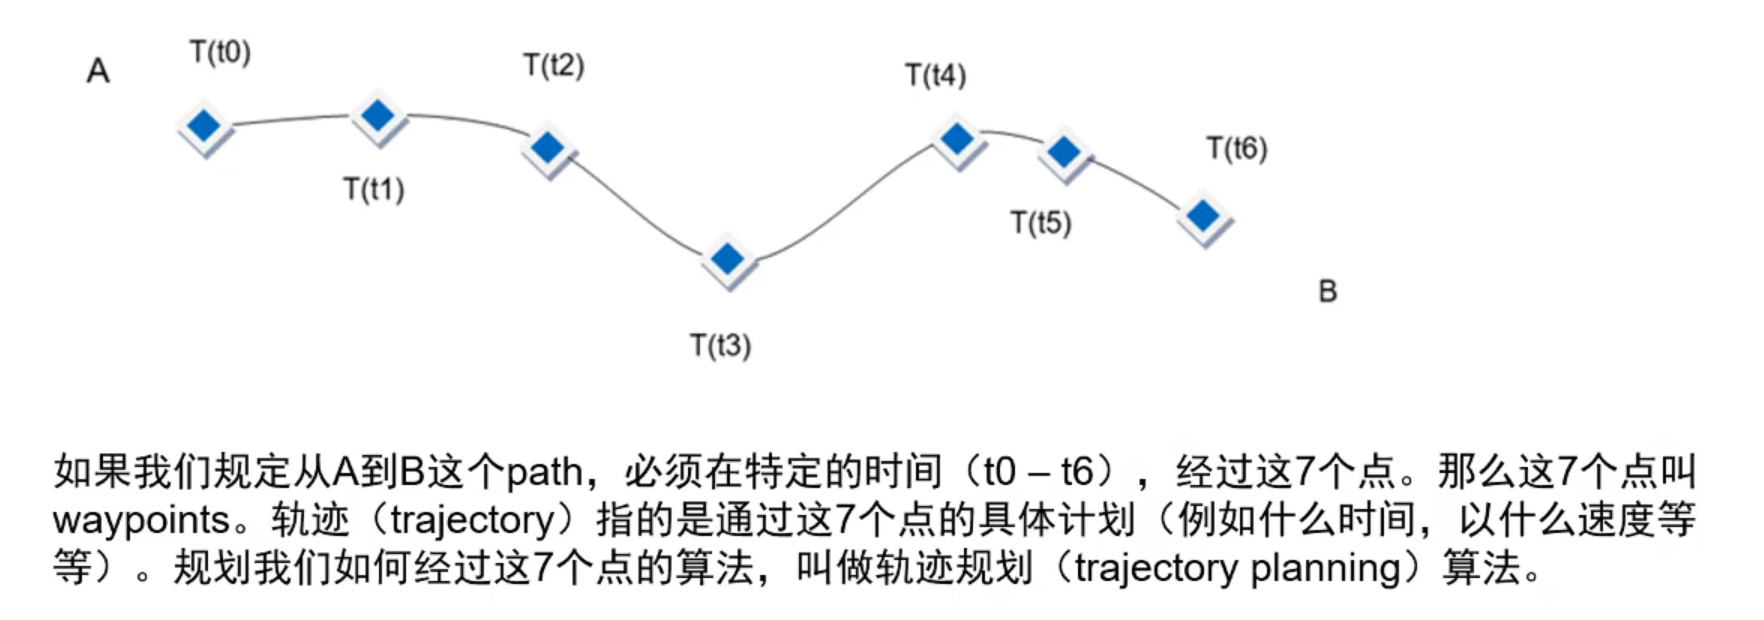 A
T(t0)
T(t2)
T(t4)
T(t6)
T(t1)
T(t5)
B
T(t3)
如果我们规定从A到B这个path，必须在特定的时间（t0 – t6），经过这7个点。那么这7个点叫
waypoints。轨迹（trajectory）指的是通过这7个点的具体计划（例如什么时间，以什么速度等
等）。规划我们如何经过这7个点的算法，叫做轨迹规划（trajectory planning）算法。